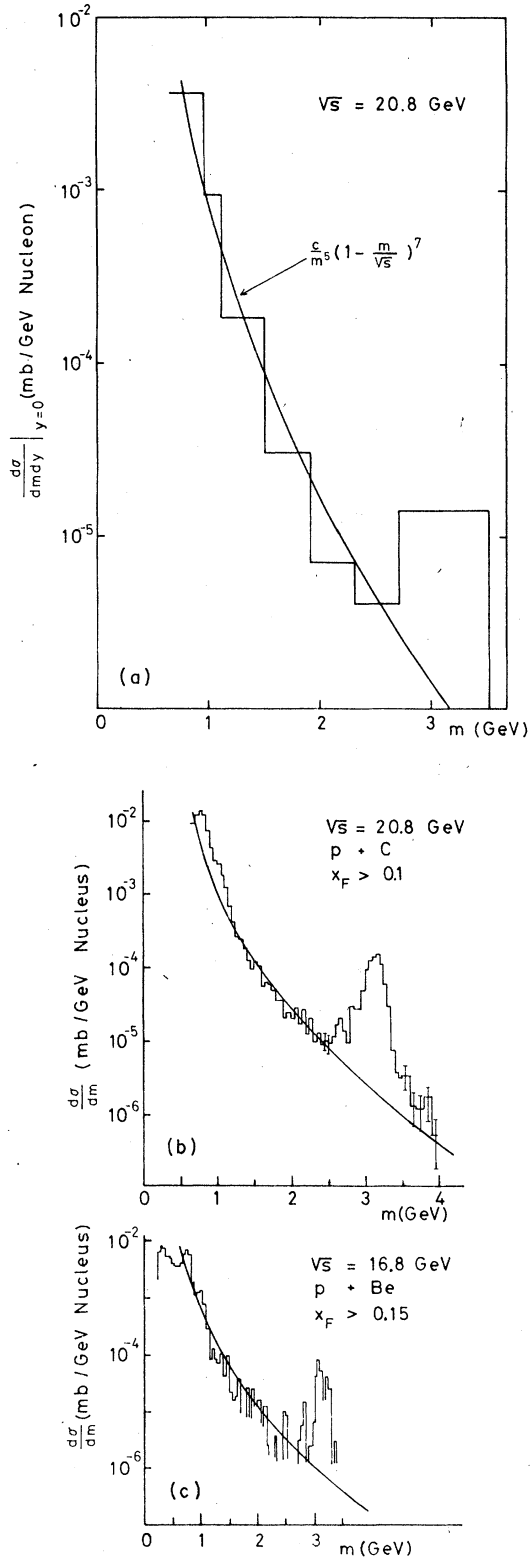 10⁻²
10⁻³
10⁻⁴
10⁻⁵
dσ/dmdy |y=0 (mb/GeV Nucleon)
√s = 20.8 GeV
c/m⁵ (1 - m/√s)⁷
(a)
0 1 2 3
m (GeV)
10⁻²
10⁻³
10⁻⁴
10⁻⁵
10⁻⁶
dσ/dm (mb/GeV Nucleus)
√s = 20.8 GeV
p + C
x_F > 0.1
(b)
0 1 2 3 4
m(GeV)
10⁻²
10⁻⁴
10⁻⁶
dσ/dm (mb/GeV Nucleus)
√s = 16.8 GeV
p + Be
x_F > 0.15
(c)
0 1 2 3
m (GeV)